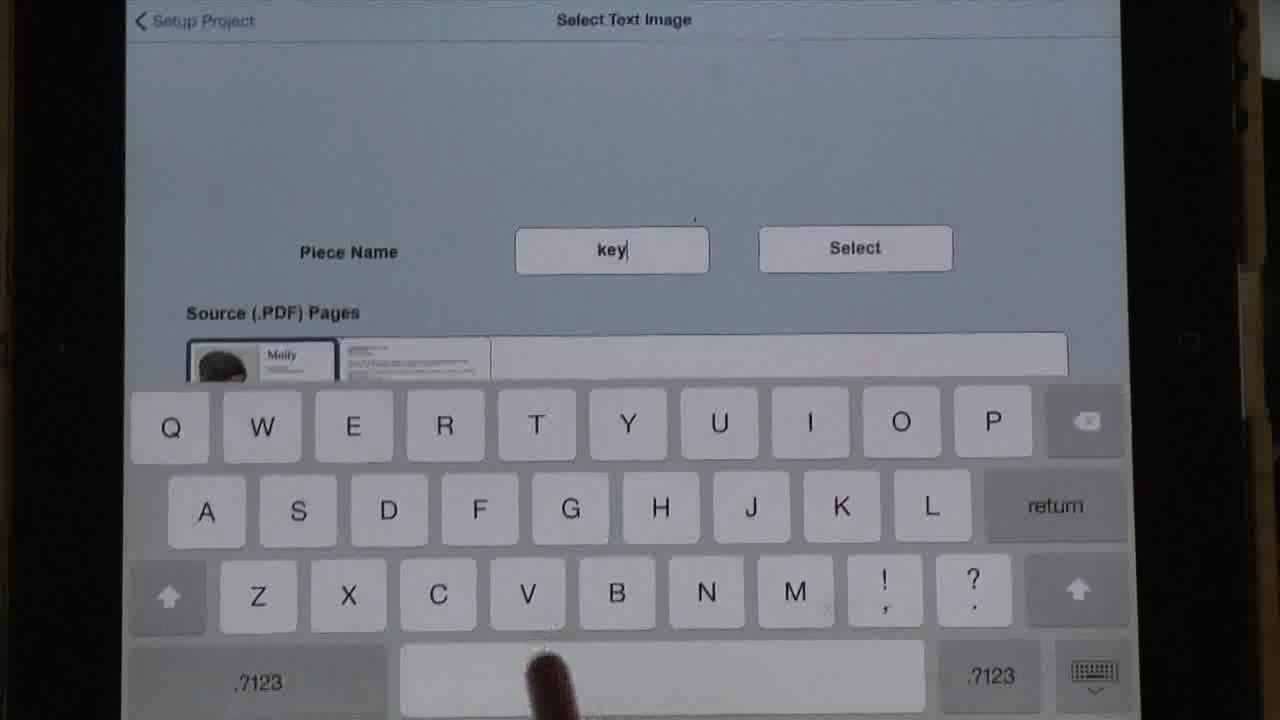 Setup Project
Select Text Image
Piece Name
key
Select
Source (.PDF) Pages
Molly
Q W E R T Y U I O P
A S D F G H J K L return
Z X C V B N M ! , ? .
.?123
.?123